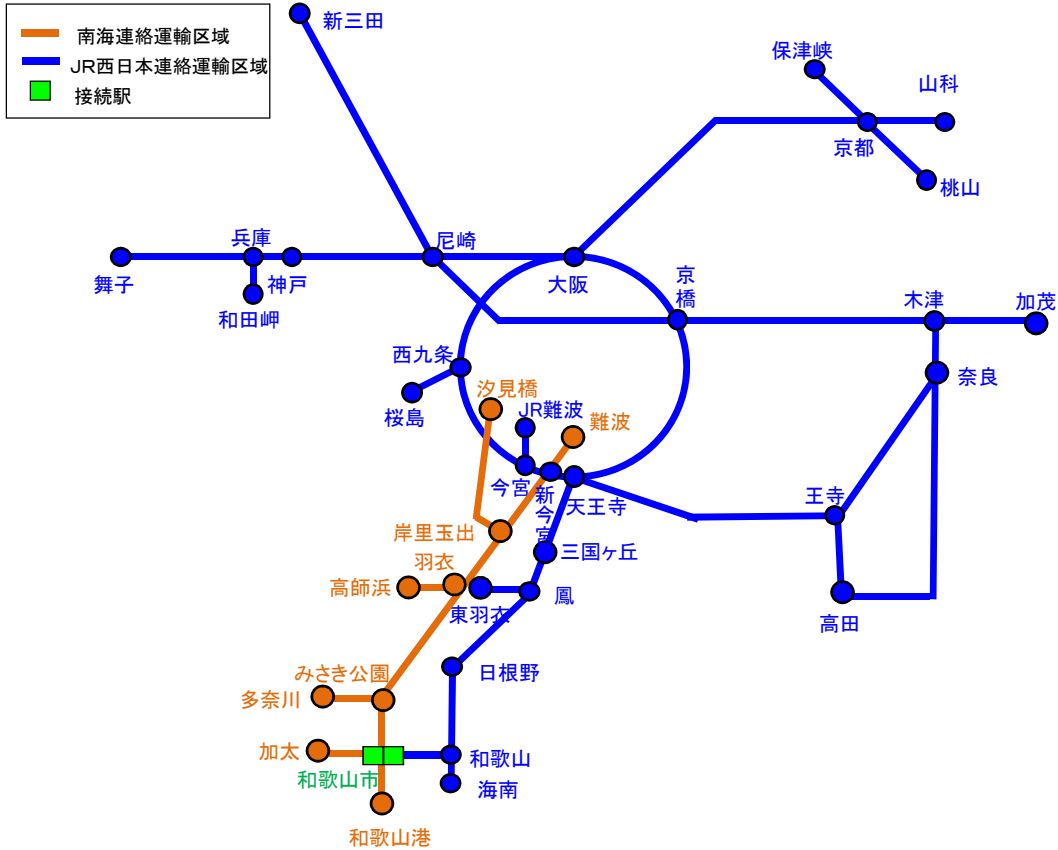 南海連絡運輸区域
JR西日本連絡運輸区域
接続駅
新三田
保津峡
山科
京都
桃山
兵庫
尼崎
舞子
神戸
大阪
京橋
木津
加茂
和田岬
西九条
奈良
汐見橋
桜島
JR難波
難波
今宮
新今宮
天王寺
王寺
岸里玉出
三国ヶ丘
羽衣
高師浜
東羽衣
鳳
高田
みさき公園
日根野
多奈川
加太
和歌山
和歌山市
海南
和歌山港